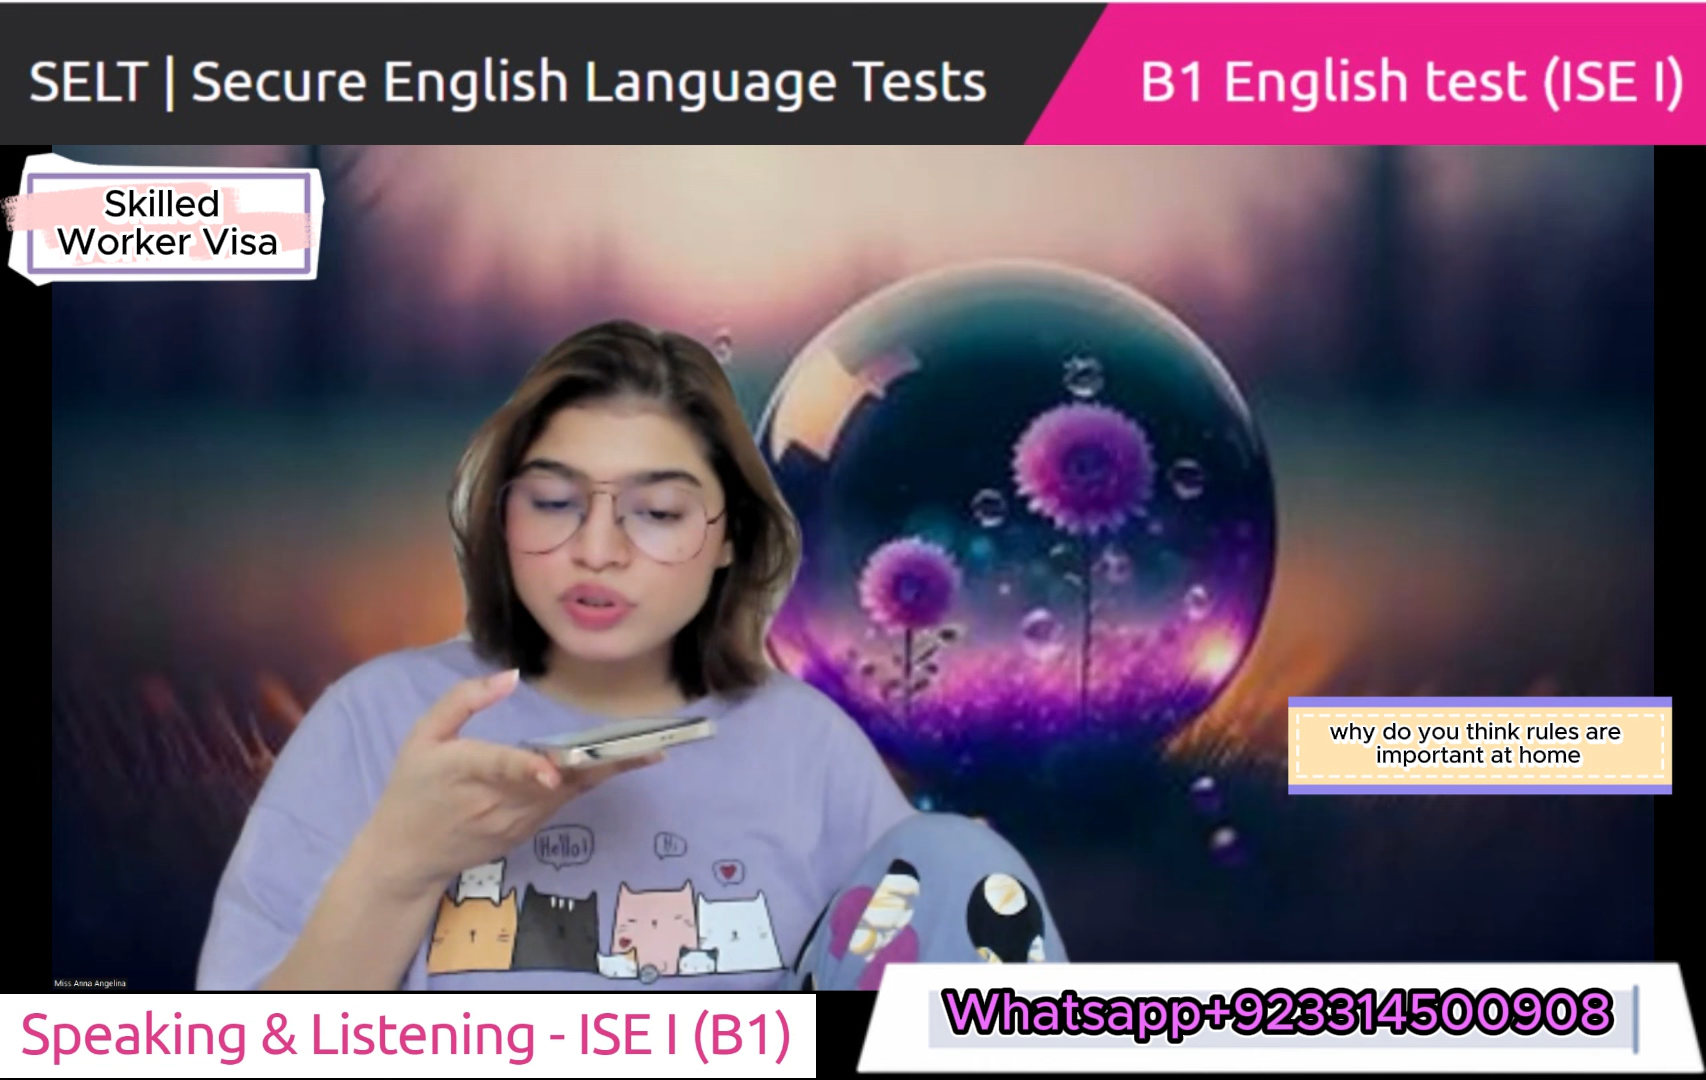 SELT | Secure English Language Tests
B1 English test (ISE I)
Skilled
Worker Visa
why do you think rules are
important at home
Hello!
Hi
Miss Anna Angelina
Speaking & Listening - ISE I (B1)
Whatsapp+923314500908